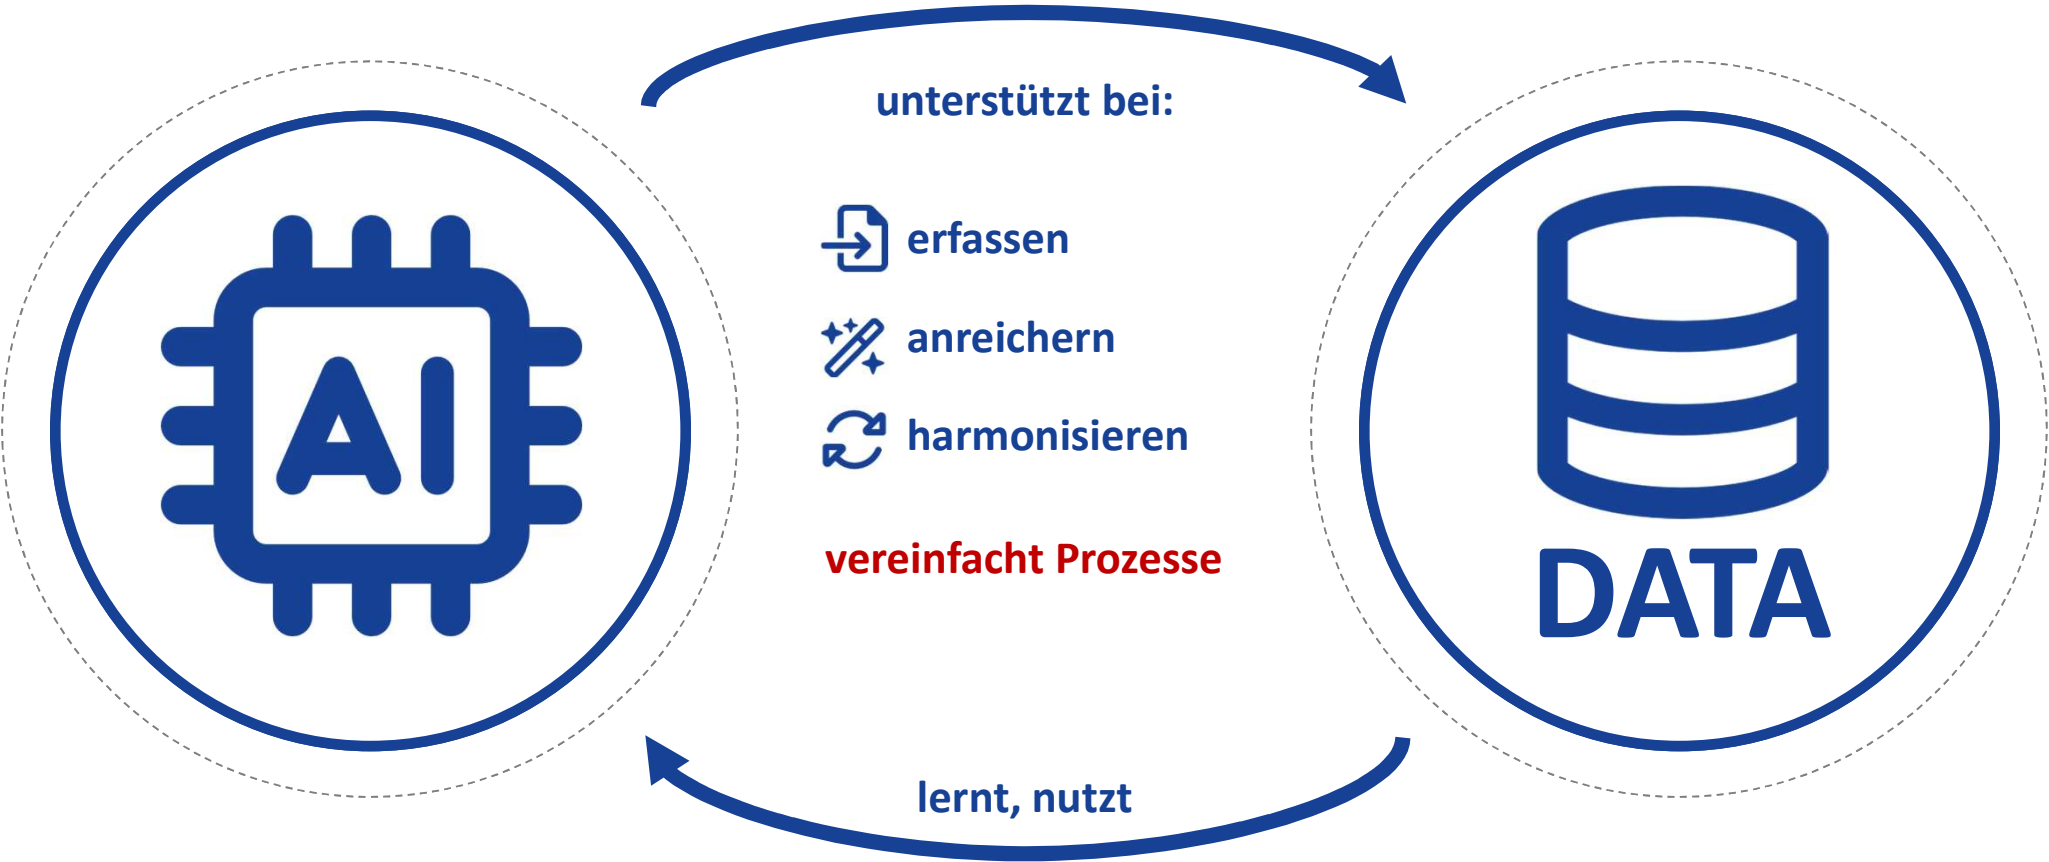 unterstützt bei:
erfassen
anreichern
harmonisieren
vereinfacht Prozesse
lernt, nutzt
AI
DATA